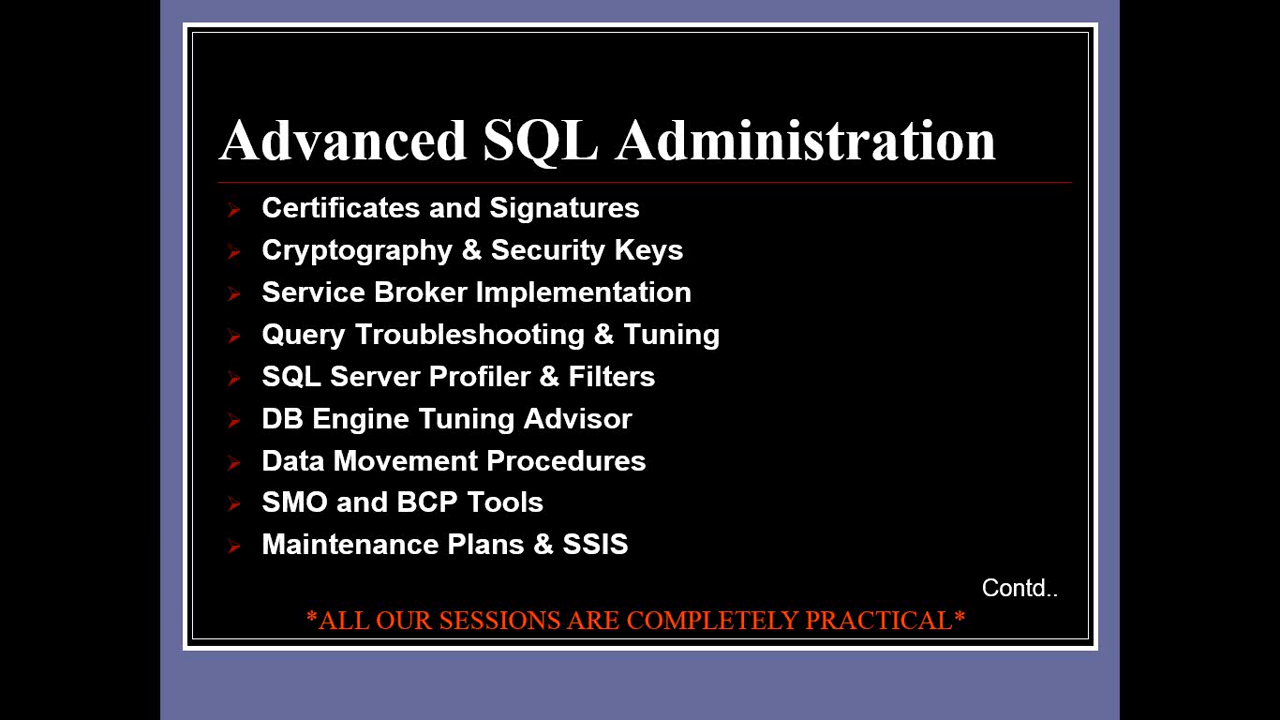 Advanced SQL Administration
Certificates and Signatures
Cryptography & Security Keys
Service Broker Implementation
Query Troubleshooting & Tuning
SQL Server Profiler & Filters
DB Engine Tuning Advisor
Data Movement Procedures
SMO and BCP Tools
Maintenance Plans & SSIS
Contd..
*ALL OUR SESSIONS ARE COMPLETELY PRACTICAL*